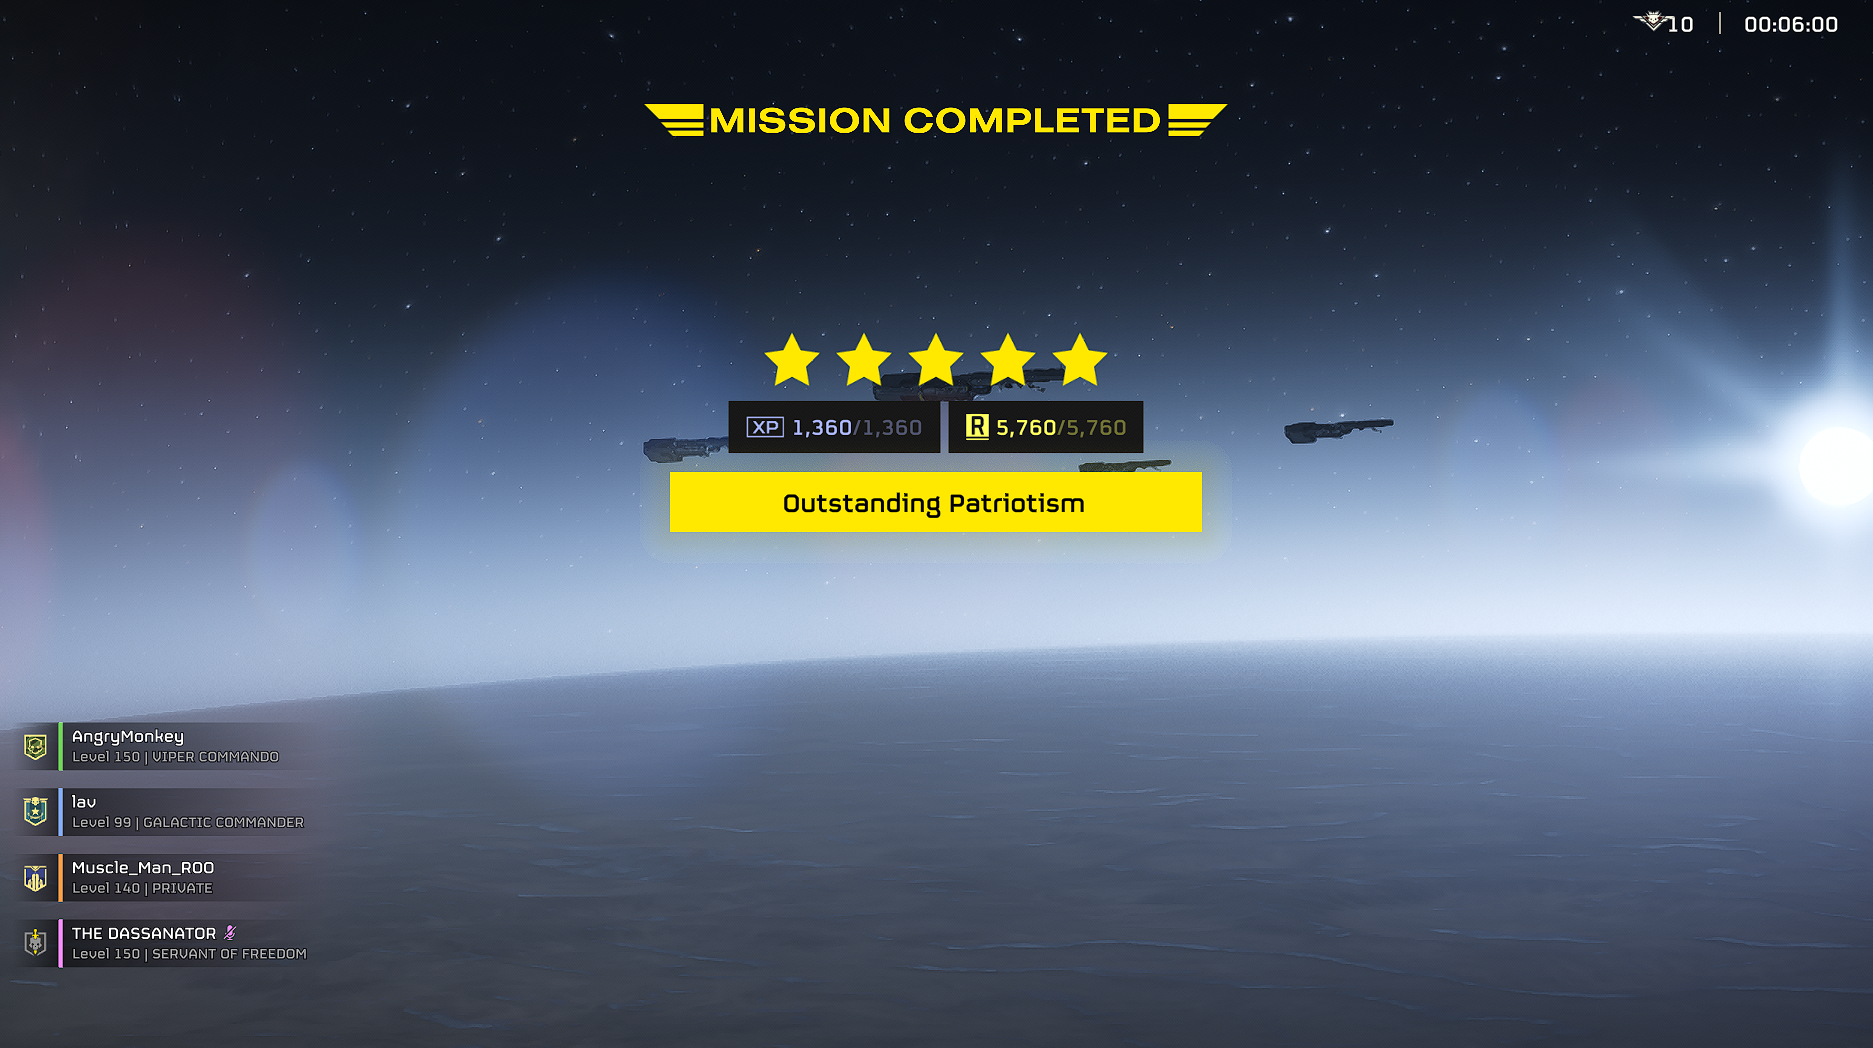 10 | 00:06:00
MISSION COMPLETED
XP 1,360/1,360 R 5,760/5,760
Outstanding Patriotism
AngryMonkey
Level 150 | VIPER COMMANDO
lav
Level 99 | GALACTIC COMMANDER
Muscle_Man_ROO
Level 140 | PRIVATE
THE DASSANATOR
Level 150 | SERVANT OF FREEDOM